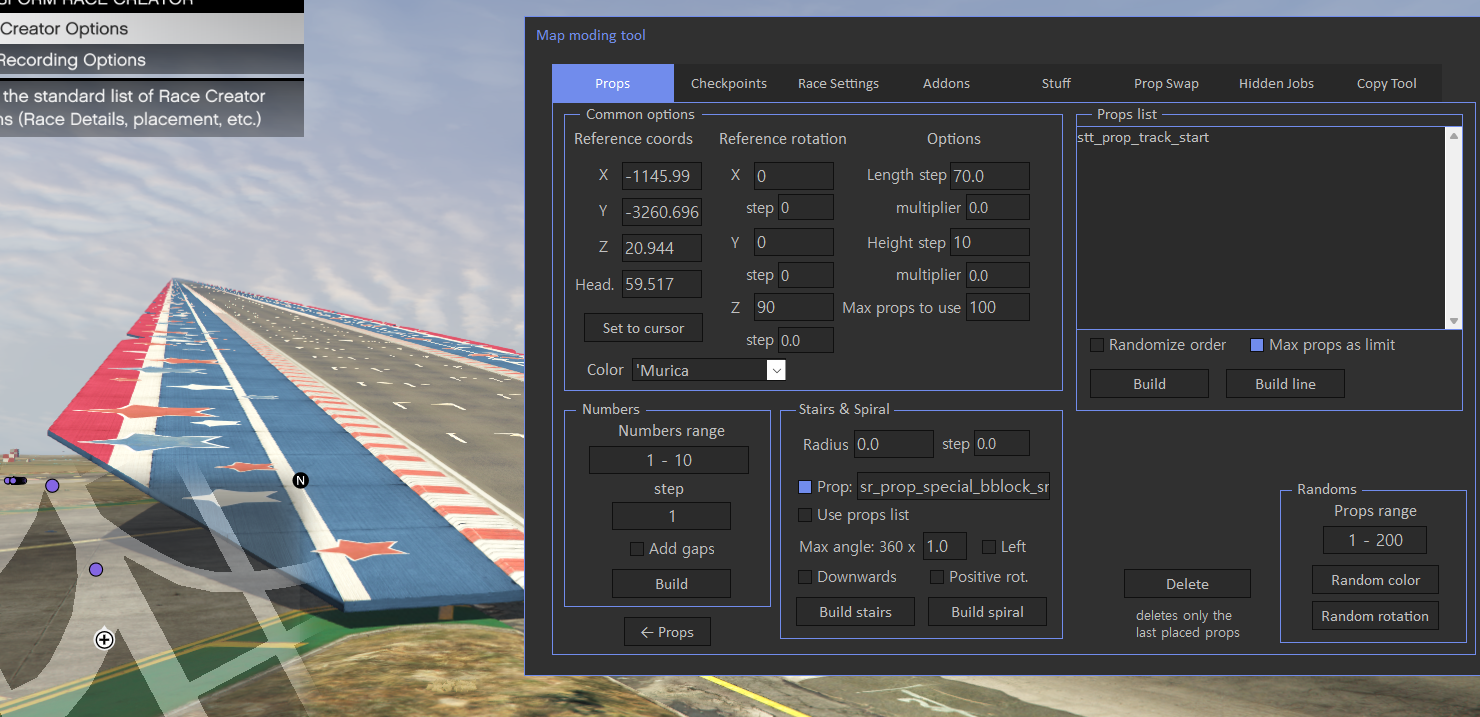 SFORM RACE CREATOR
Creator Options
Recording Options
the standard list of Race Creator
ns (Race Details, placement, etc.)
N
Map moding tool
Props
Checkpoints
Race Settings
Addons
Stuff
Prop Swap
Hidden Jobs
Copy Tool
Common options
Reference coords
X -1145.99
Y -3260.696
Z 20.944
Head. 59.517
Set to cursor
Color 'Murica
Reference rotation
X 0
step 0
Y 0
step 0
Z 90
step 0.0
Options
Length step 70.0
multiplier 0.0
Height step 10
multiplier 0.0
Max props to use 100
Props list
stt_prop_track_start
Randomize order
Max props as limit
Build
Build line
Numbers
Numbers range
1 - 10
step
1
Add gaps
Build
← Props
Stairs & Spiral
Radius 0.0 step 0.0
Prop: sr_prop_special_bblock_sr
Use props list
Max angle: 360 x 1.0 Left
Downwards Positive rot.
Build stairs
Build spiral
Delete
deletes only the
last placed props
Randoms
Props range
1 - 200
Random color
Random rotation